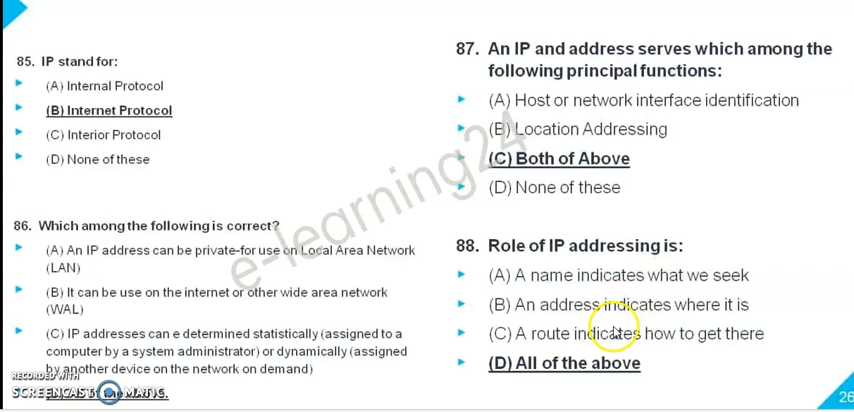 85. IP stand for:
(A) Internal Protocol
(B) Internet Protocol
(C) Interior Protocol
(D) None of these
86. Which among the following is correct?
(A) An IP address can be private-for use on Local Area Network
(LAN)
(B) It can be use on the internet or other wide area network
(WAL)
(C) IP addresses can e determined statistically (assigned to a
computer by a system administrator) or dynamically (assigned
by another device on the network on demand)
87. An IP and address serves which among the
following principal functions:
(A) Host or network interface identification
(B) Location Addressing
(C) Both of Above
(D) None of these
88. Role of IP addressing is:
(A) A name indicates what we seek
(B) An address indicates where it is
(C) A route indicates how to get there
(D) All of the above
e-learning24
RECORDED WITH
SCREENCAST MATIC
26